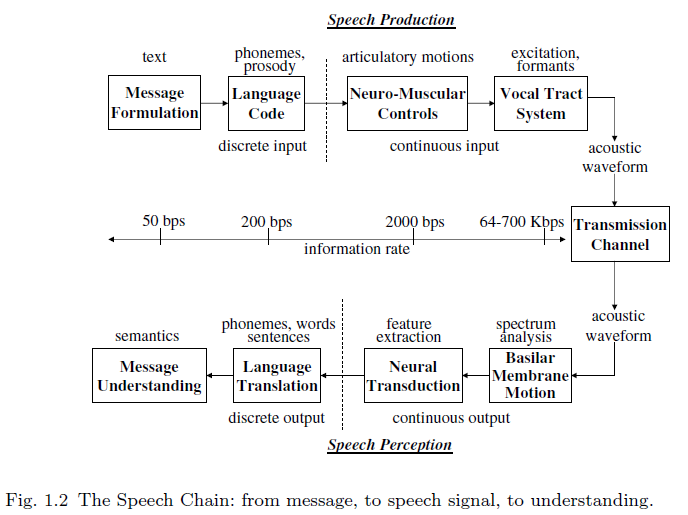 Speech Production
text
phonemes,
prosody
articulatory motions
excitation,
formants
Message
Formulation
Language
Code
Neuro-Muscular
Controls
Vocal Tract
System
discrete input
continuous input
acoustic
waveform
50 bps
200 bps
2000 bps
64-700 Kbps
information rate
Transmission
Channel
semantics
phonemes, words
sentences
feature
extraction
spectrum
analysis
acoustic
waveform
Message
Understanding
Language
Translation
Neural
Transduction
Basilar
Membrane
Motion
discrete output
continuous output
Speech Perception
Fig. 1.2 The Speech Chain: from message, to speech signal, to understanding.